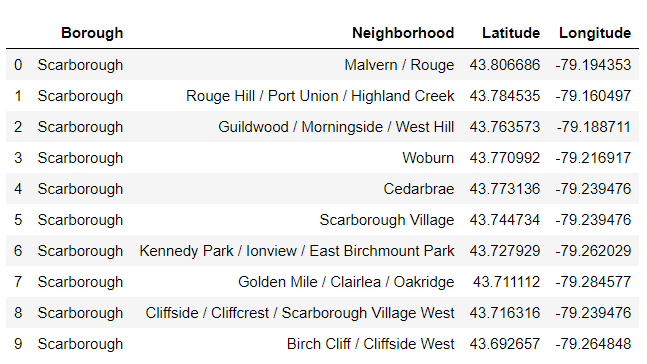 Borough Neighborhood Latitude Longitude
0 Scarborough Malvern / Rouge 43.806686 -79.194353
1 Scarborough Rouge Hill / Port Union / Highland Creek 43.784535 -79.160497
2 Scarborough Guildwood / Morningside / West Hill 43.763573 -79.188711
3 Scarborough Woburn 43.770992 -79.216917
4 Scarborough Cedarbrae 43.773136 -79.239476
5 Scarborough Scarborough Village 43.744734 -79.239476
6 Scarborough Kennedy Park / Ionview / East Birchmount Park 43.727929 -79.262029
7 Scarborough Golden Mile / Clairlea / Oakridge 43.711112 -79.284577
8 Scarborough Cliffside / Cliffcrest / Scarborough Village West 43.716316 -79.239476
9 Scarborough Birch Cliff / Cliffside West 43.692657 -79.264848